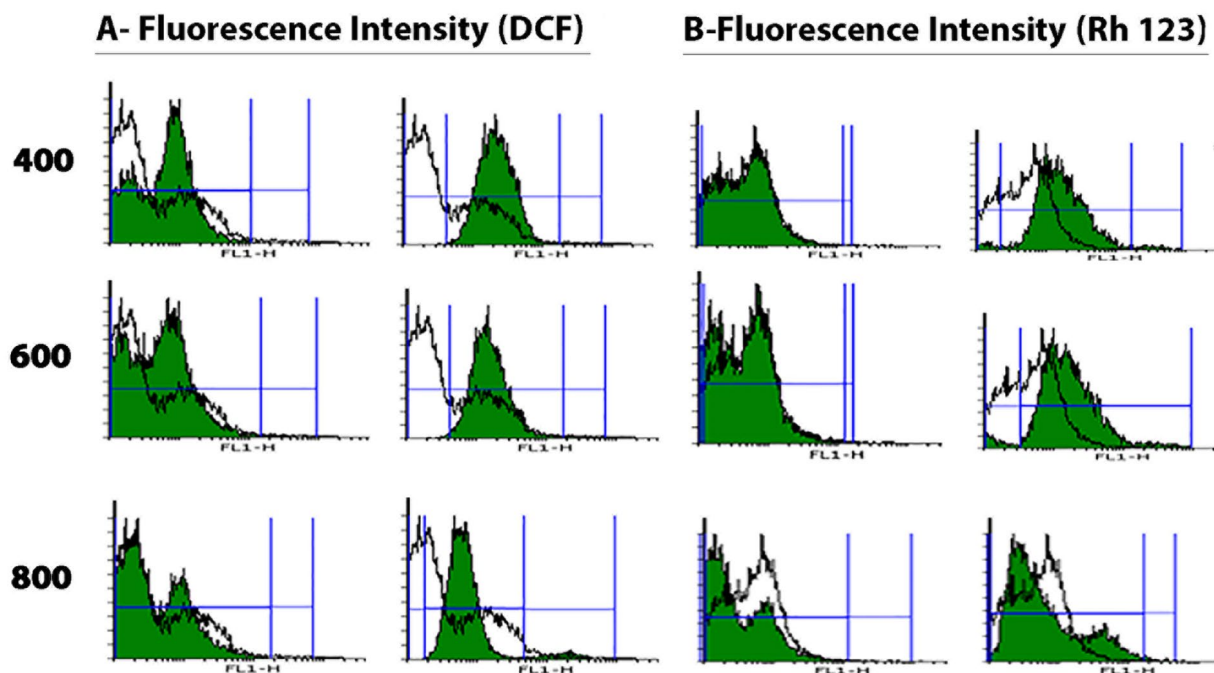 A- Fluorescence Intensity (DCF)
B-Fluorescence Intensity (Rh 123)
400
FL1-H
FL1-H
FL1-H
FL1-H
600
FL1-H
FL1-H
FL1-H
FL1-H
800
FL1-H
FL1-H
FL1-H
FL1-H